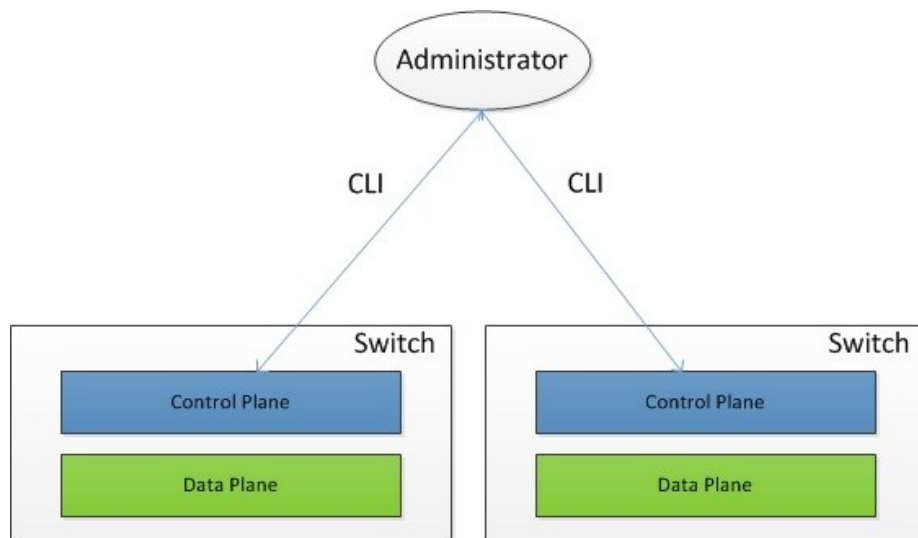 Administrator
CLI
CLI
Switch
Switch
Control Plane
Control Plane
Data Plane
Data Plane